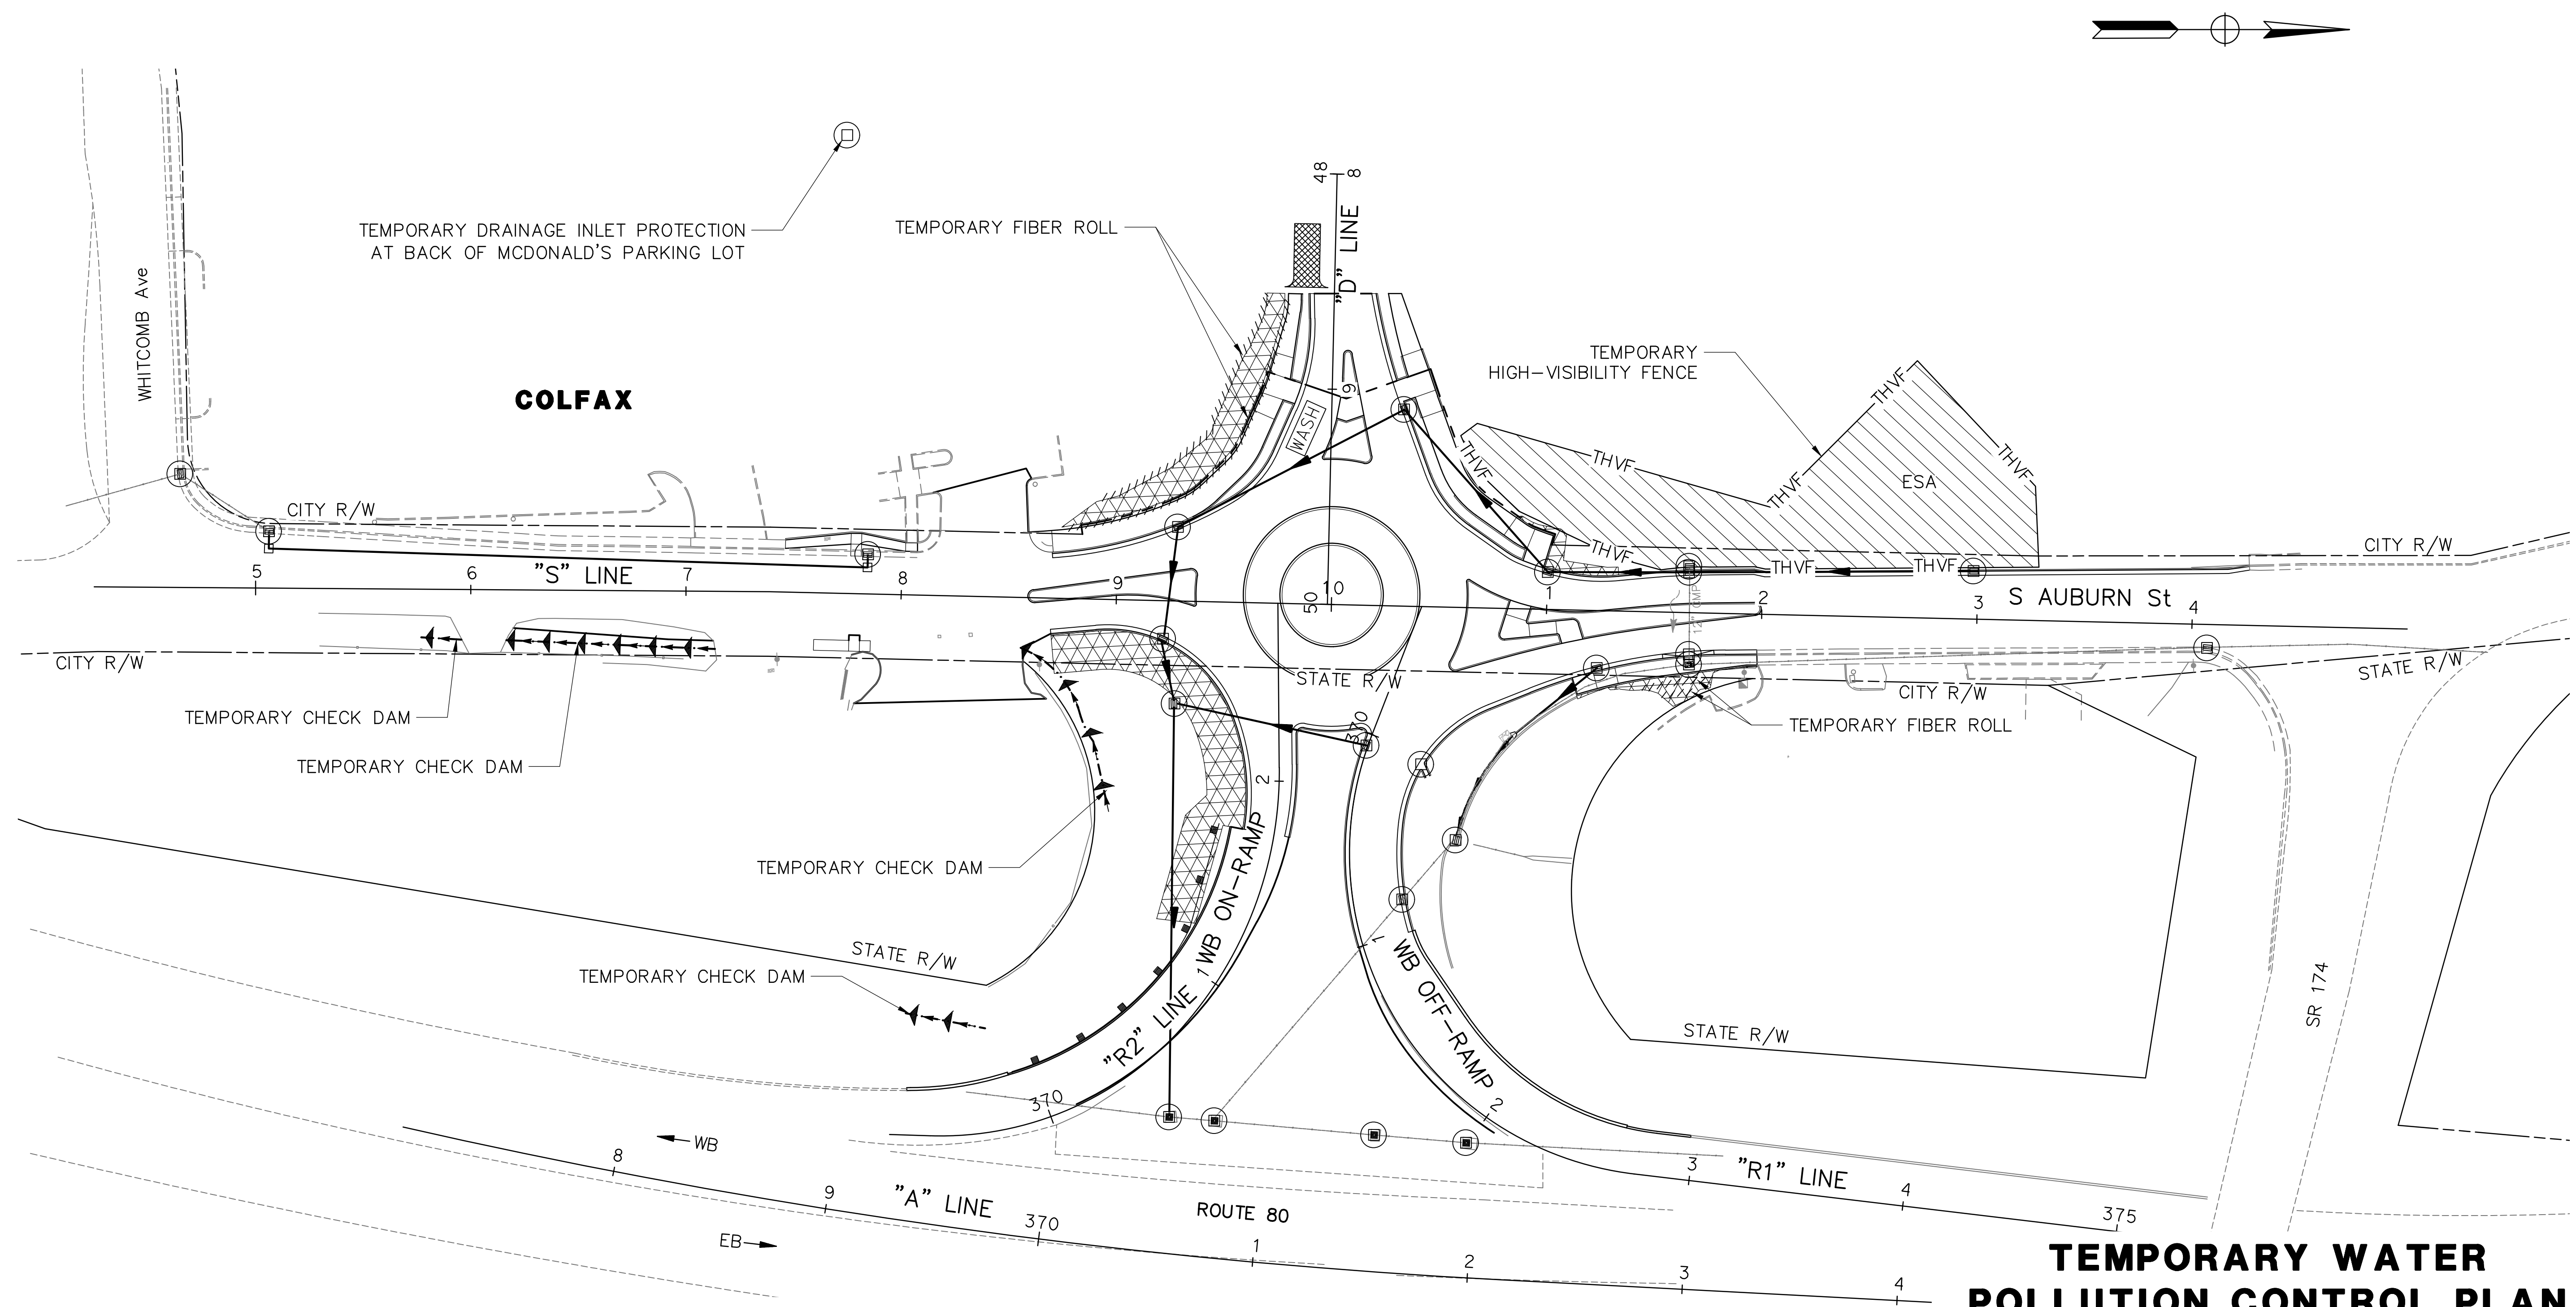 48
8
"D" LINE
TEMPORARY DRAINAGE INLET PROTECTION
AT BACK OF MCDONALD'S PARKING LOT
TEMPORARY FIBER ROLL
WHITCOMB Ave
COLFAX
TEMPORARY
HIGH-VISIBILITY FENCE
THVF
THVF
THVF
THVF
THVF
ESA
9
WASH
THVF
THVF
THVF
CITY R/W
CITY R/W
5
6
"S" LINE
7
8
9
50
10
1
2
3
S AUBURN St
4
12" CMP
CITY R/W
STATE R/W
STATE R/W
CITY R/W
TEMPORARY CHECK DAM
TEMPORARY CHECK DAM
TEMPORARY FIBER ROLL
2
TEMPORARY CHECK DAM
WB ON-RAMP
STATE R/W
TEMPORARY CHECK DAM
1
"R2" LINE
1
WB OFF-RAMP
2
STATE R/W
SR 174
370
WB
8
9
"A" LINE
370
EB
ROUTE 80
1
2
3
4
3
"R1" LINE
4
375
TEMPORARY WATER
POLLUTION CONTROL PLAN